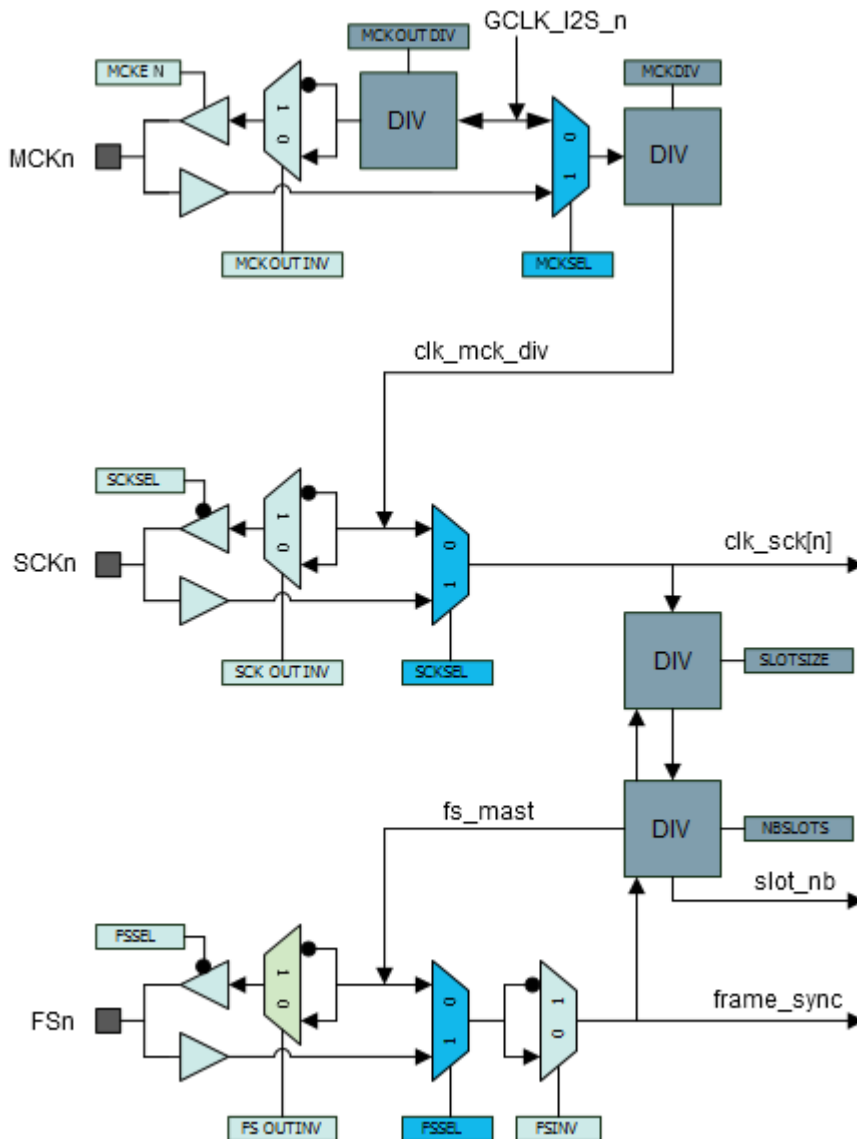 GCLK_I2S_n
MCKOUTDIV
MCKE N
MCKDIV
DIV
1 0
0 1
DIV
MCKn
MCKOUTINV
MCKSEL
clk_mck_div
SCKSEL
1 0
0 1
clk_sck[n]
SCKn
DIV
SLOTSIZE
SCK OUTINV
SCKSEL
fs_mast
DIV
NBSLOTS
slot_nb
FSSEL
1 0
0 1
1 0
frame_sync
FSn
FS OUTINV
FSSEL
FSINV